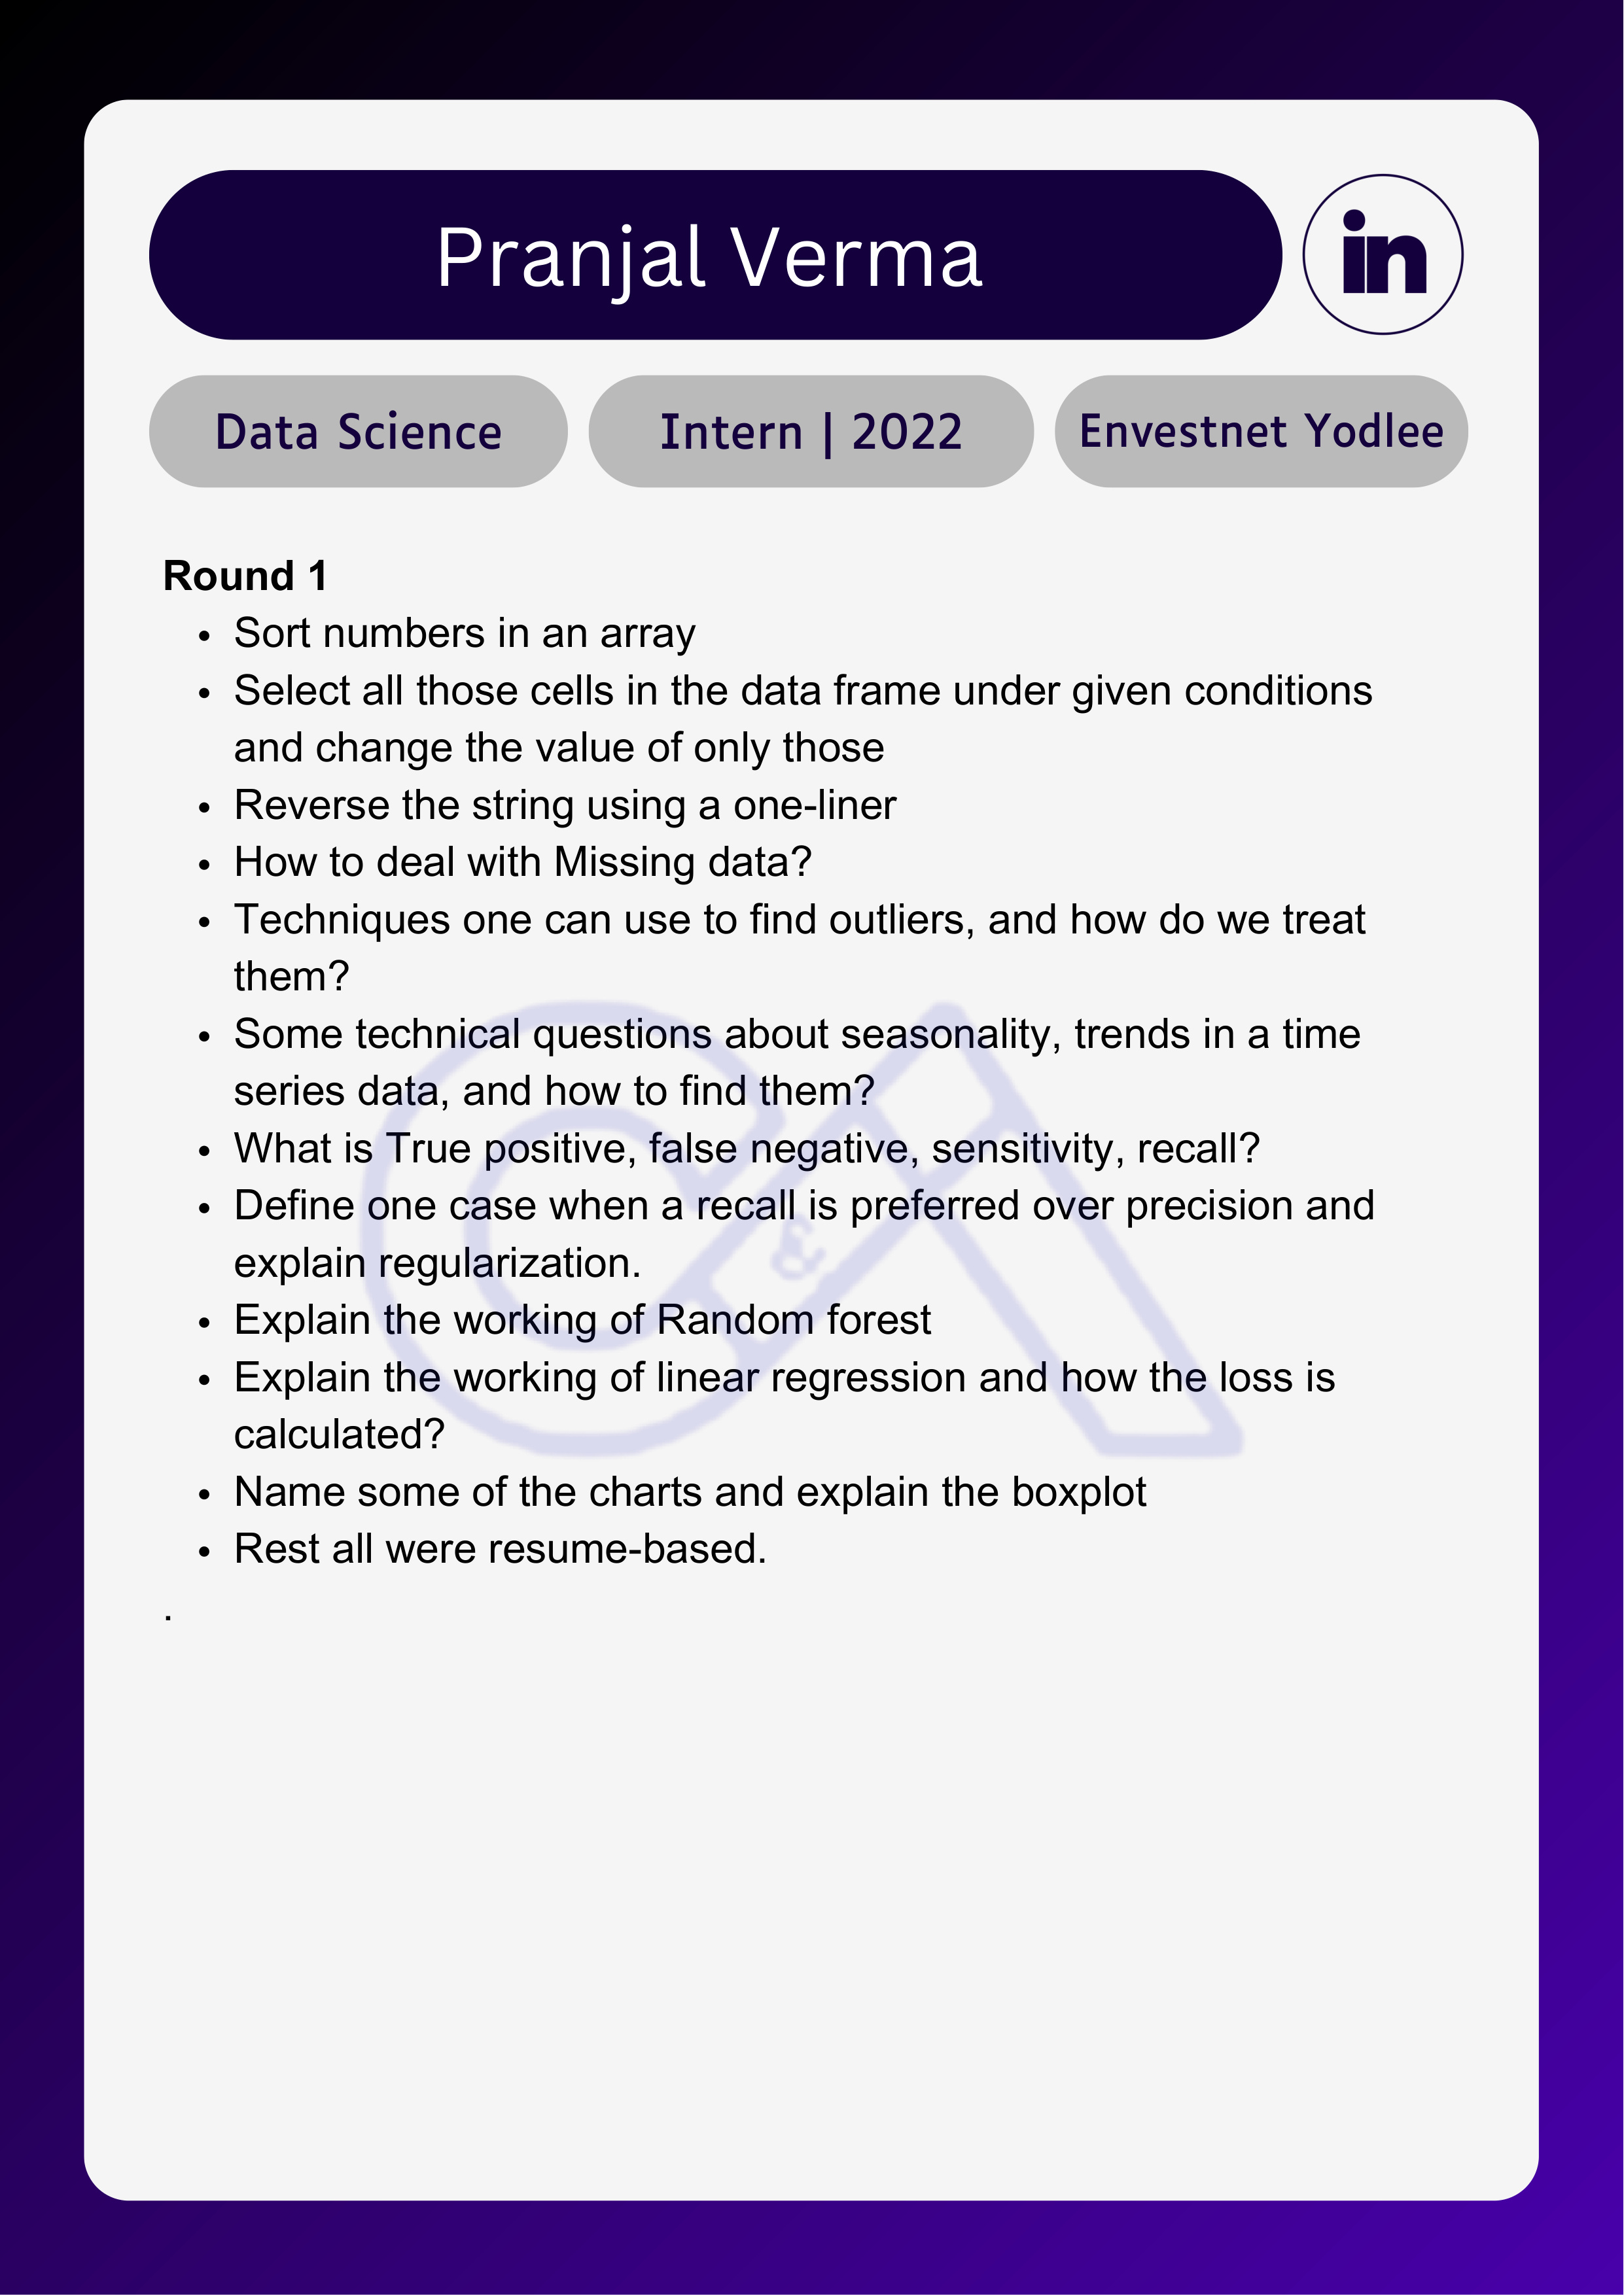 Pranjal Verma
in
Data Science
Intern | 2022
Envestnet Yodlee
Round 1
• Sort numbers in an array
• Select all those cells in the data frame under given conditions
and change the value of only those
• Reverse the string using a one-liner
• How to deal with Missing data?
• Techniques one can use to find outliers, and how do we treat
them?
• Some technical questions about seasonality, trends in a time
series data, and how to find them?
• What is True positive, false negative, sensitivity, recall?
• Define one case when a recall is preferred over precision and
explain regularization.
• Explain the working of Random forest
• Explain the working of linear regression and how the loss is
calculated?
• Name some of the charts and explain the boxplot
• Rest all were resume-based.
.